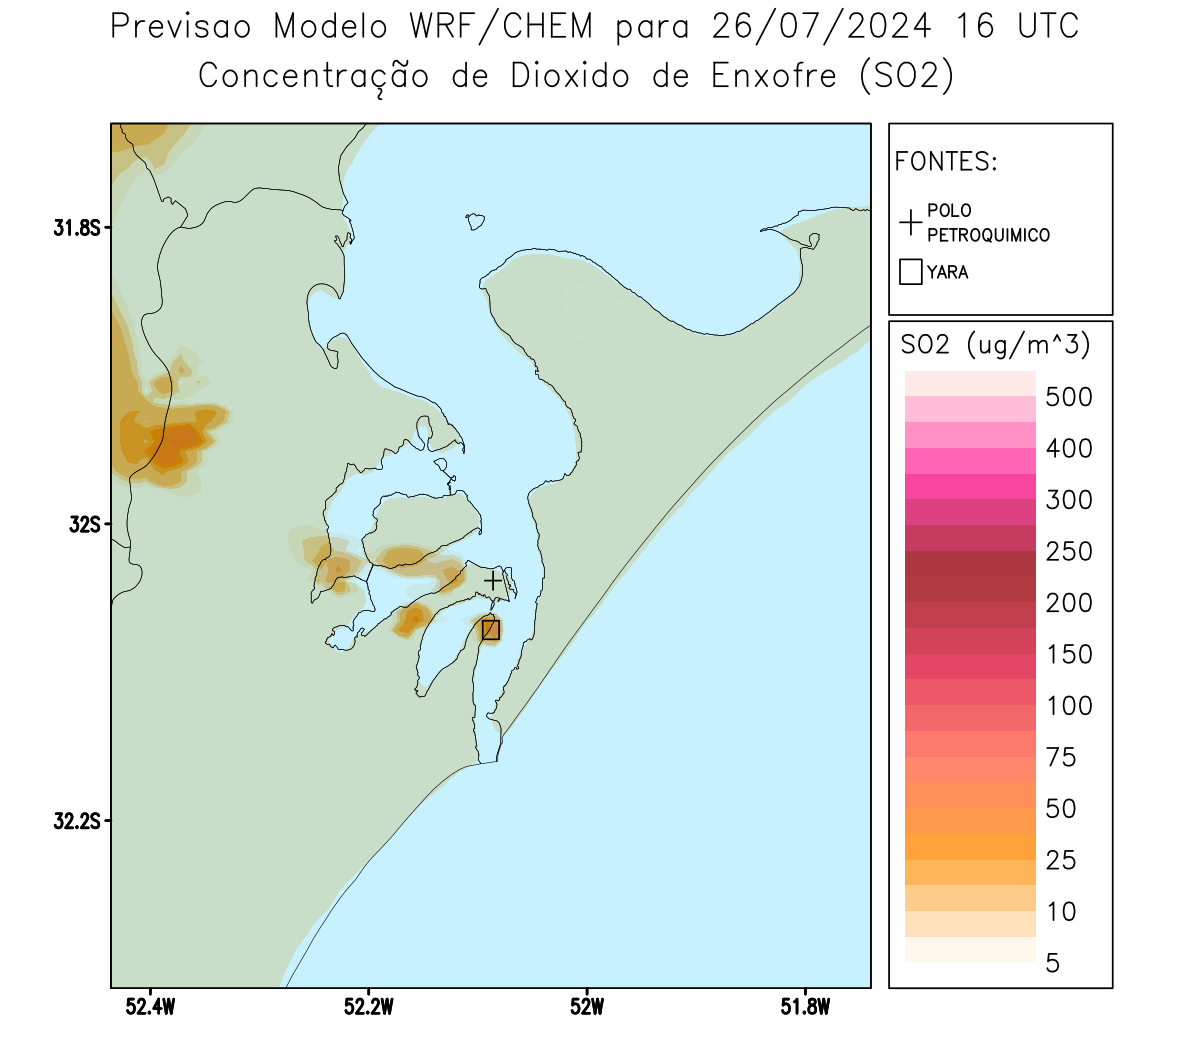 Previsao Modelo WRF/CHEM para 26/07/2024 16 UTC
Concentração de Dioxido de Enxofre (SO2)
FONTES:
POLO
PETROQUIMICO
YARA
SO2 (ug/m^3)
500
400
300
250
200
150
100
75
50
25
10
5
31.8S
32S
32.2S
52.4W
52.2W
52W
51.8W